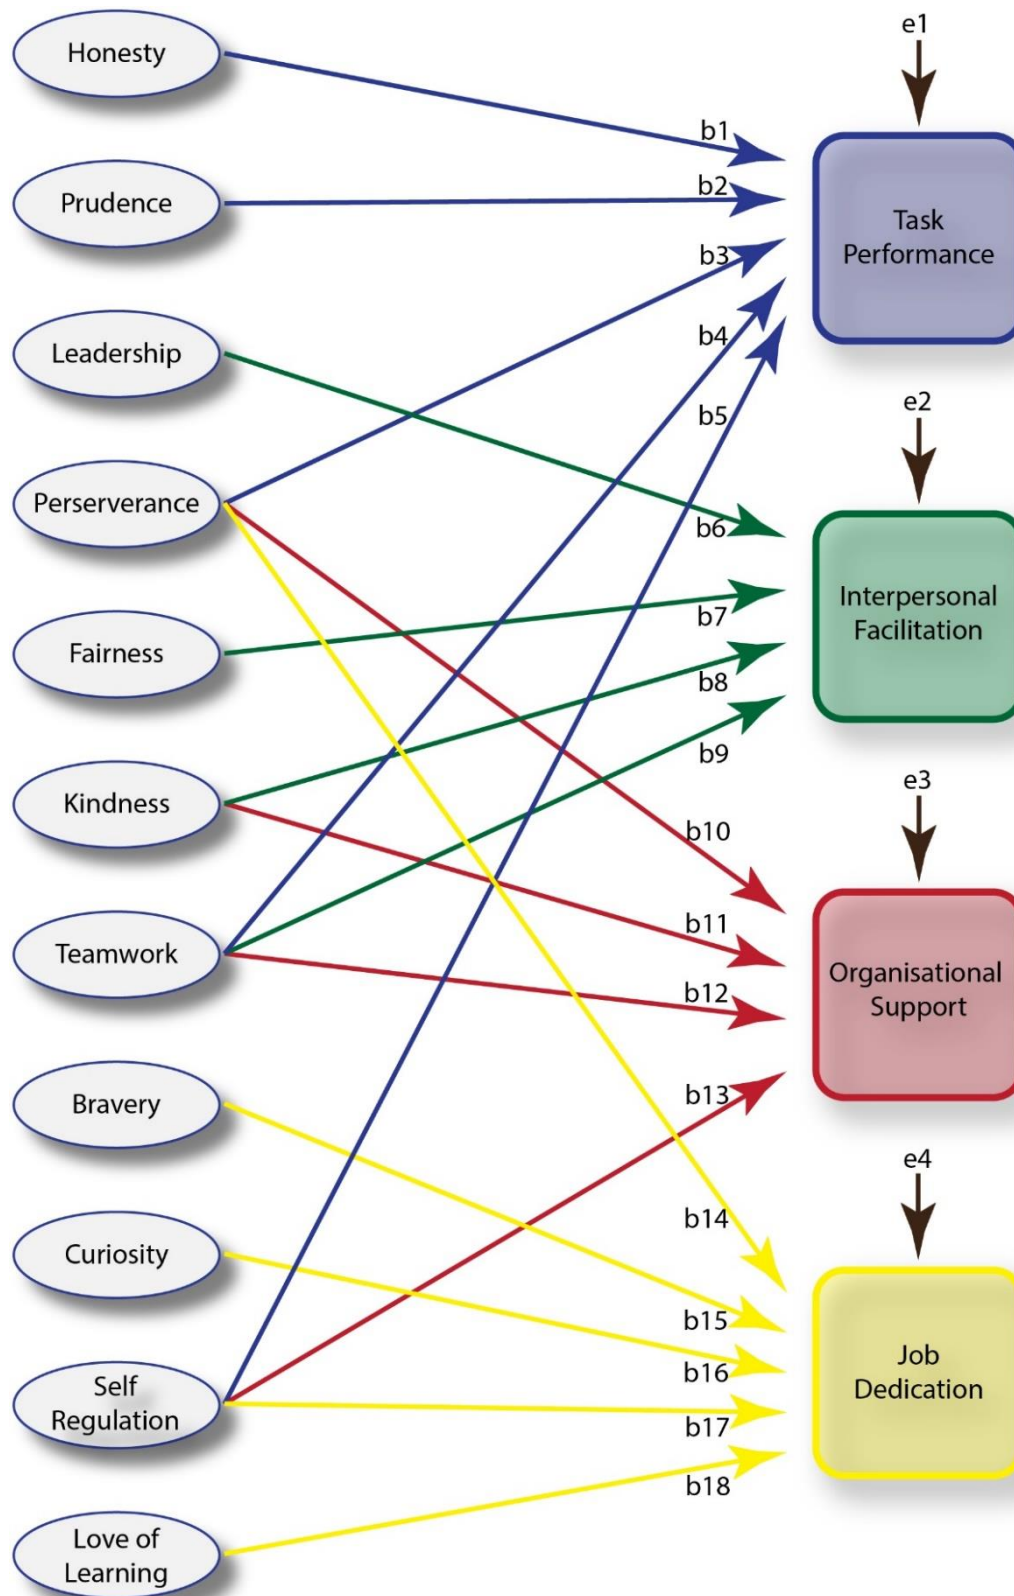 Honesty
Prudence
Leadership
Perserverance
Fairness
Kindness
Teamwork
Bravery
Curiosity
Self
Regulation
Love of
Learning
b1
b2
b3
b4
b5
b6
b7
b8
b9
b10
b11
b12
b13
b14
b15
b16
b17
b18
e1
Task
Performance
e2
Interpersonal
Facilitation
e3
Organisational
Support
e4
Job
Dedication